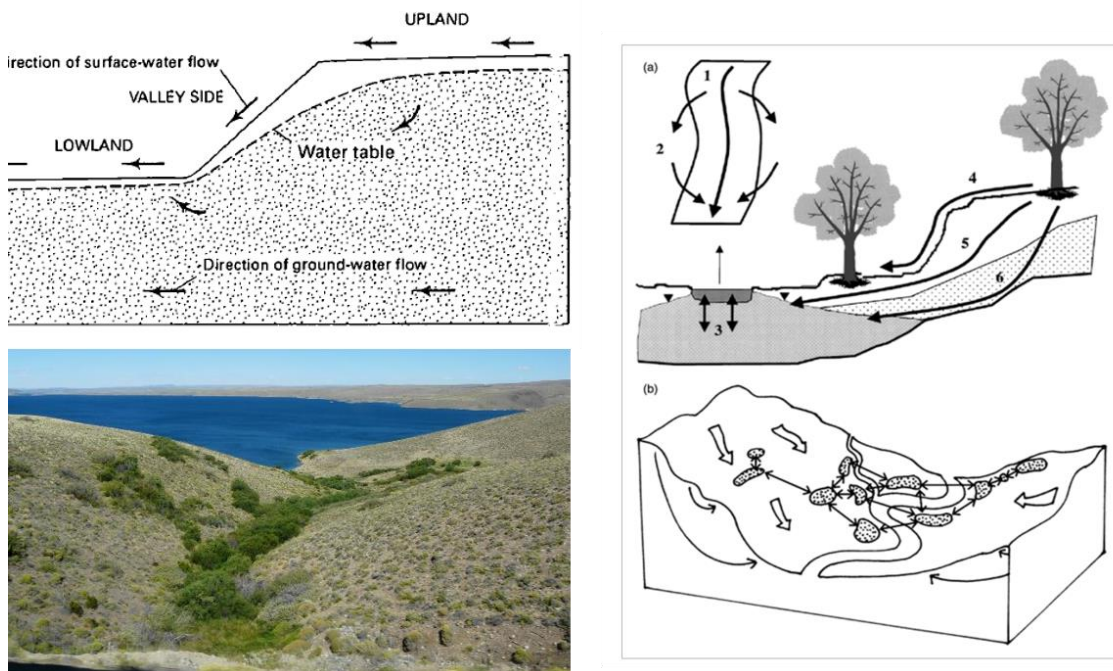 UPLAND
irection of surface-water flow
VALLEY SIDE
LOWLAND
Water table
Direction of ground-water flow
(a)
1
2
4
5
6
3
(b)